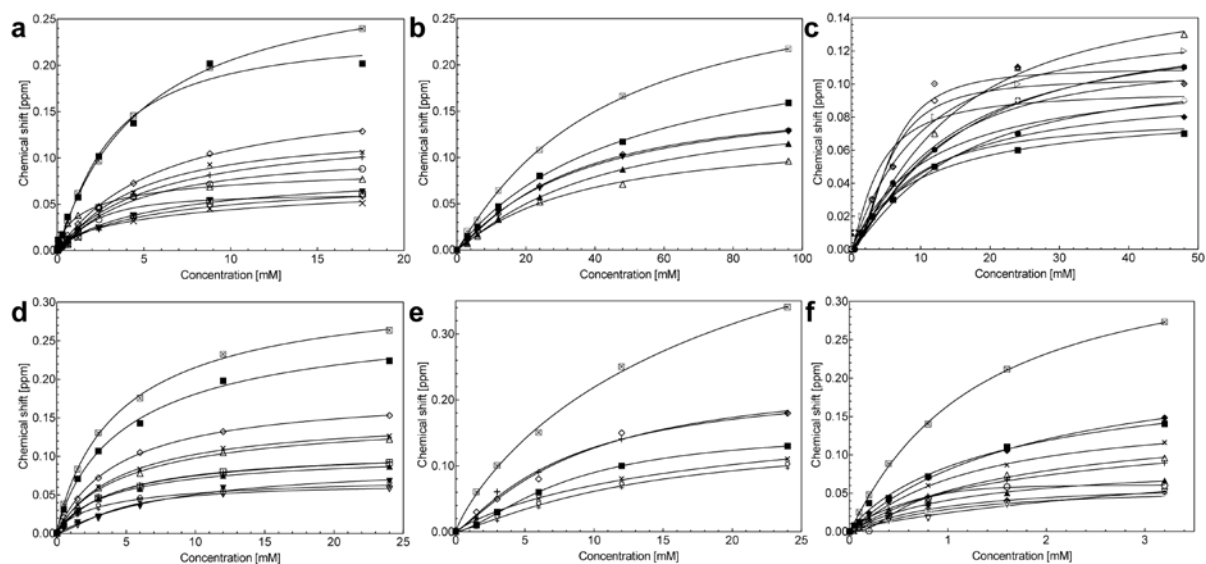 a b c
0.25 0.25 0.14
0.20 0.20 0.12
0.15 0.15 0.10
0.10 0.10 0.08
0.05 0.05 0.06
0.00 0.00 0.04
0.02
0.00
Chemical shift [ppm] Chemical shift [ppm] Chemical shift [ppm]
0 5 10 15 20 0 20 40 60 80 100 0 10 20 30 40 50
Concentration [mM] Concentration [mM] Concentration [mM]
d e f
0.30 0.30 0.30
0.25 0.20 0.25
0.20 0.10 0.20
0.15 0.00 0.15
0.10 0.10
0.05 0.05
0.00 0.00
Chemical shift [ppm] Chemical shift [ppm] Chemical shift [ppm]
0 5 10 15 20 25 0 5 10 15 20 25 0 1 2 3
Concentration [mM] Concentration [mM] Concentration [mM]